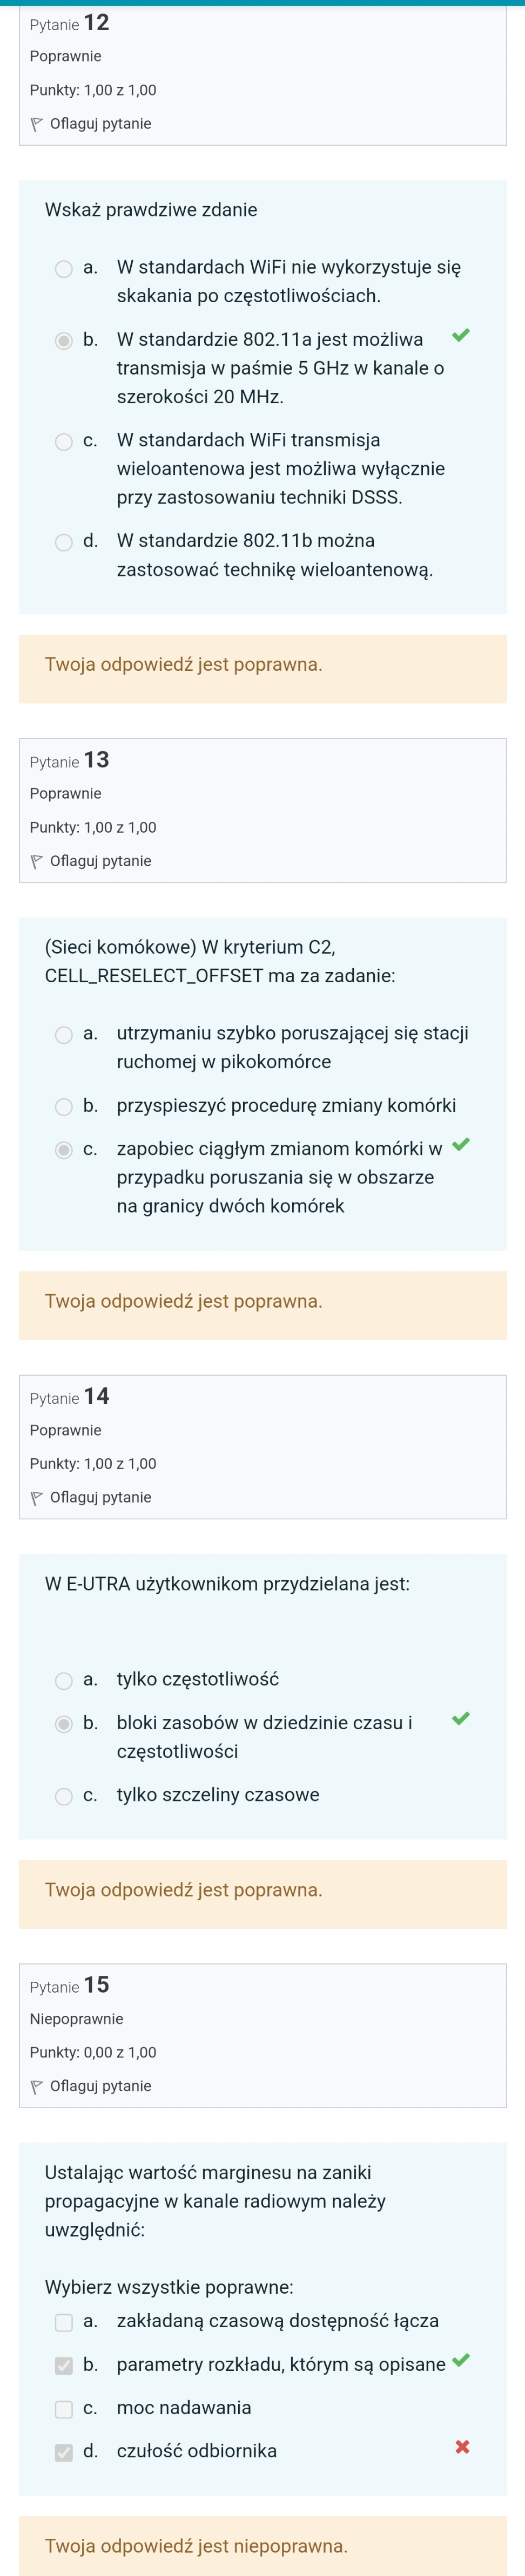 Pytanie 12
Poprawnie
Punkty: 1,00 z 1,00
Oflaguj pytanie
Wskaż prawdziwe zdanie
a. W standardach WiFi nie wykorzystuje się
skakania po częstotliwościach.
b. W standardzie 802.11a jest możliwa
transmisja w paśmie 5 GHz w kanale o
szerokości 20 MHz.
c. W standardach WiFi transmisja
wieloantenowa jest możliwa wyłącznie
przy zastosowaniu techniki DSSS.
d. W standardzie 802.11b można
zastosować technikę wieloantenową.
Twoja odpowiedź jest poprawna.
Pytanie 13
Poprawnie
Punkty: 1,00 z 1,00
Oflaguj pytanie
(Sieci komókowe) W kryterium C2,
CELL_RESELECT_OFFSET ma za zadanie:
a. utrzymaniu szybko poruszającej się stacji
ruchomej w pikokomórce
b. przyspieszyć procedurę zmiany komórki
c. zapobiec ciągłym zmianom komórki w
przypadku poruszania się w obszarze
na granicy dwóch komórek
Twoja odpowiedź jest poprawna.
Pytanie 14
Poprawnie
Punkty: 1,00 z 1,00
Oflaguj pytanie
W E-UTRA użytkownikom przydzielana jest:
a. tylko częstotliwość
b. bloki zasobów w dziedzinie czasu i
częstotliwości
c. tylko szczeliny czasowe
Twoja odpowiedź jest poprawna.
Pytanie 15
Niepoprawnie
Punkty: 0,00 z 1,00
Oflaguj pytanie
Ustalając wartość marginesu na zaniki
propagacyjne w kanale radiowym należy
uwzględnić:
Wybierz wszystkie poprawne:
a. zakładaną czasową dostępność łącza
b. parametry rozkładu, którym są opisane
c. moc nadawania
d. czułość odbiornika
Twoja odpowiedź jest niepoprawna.